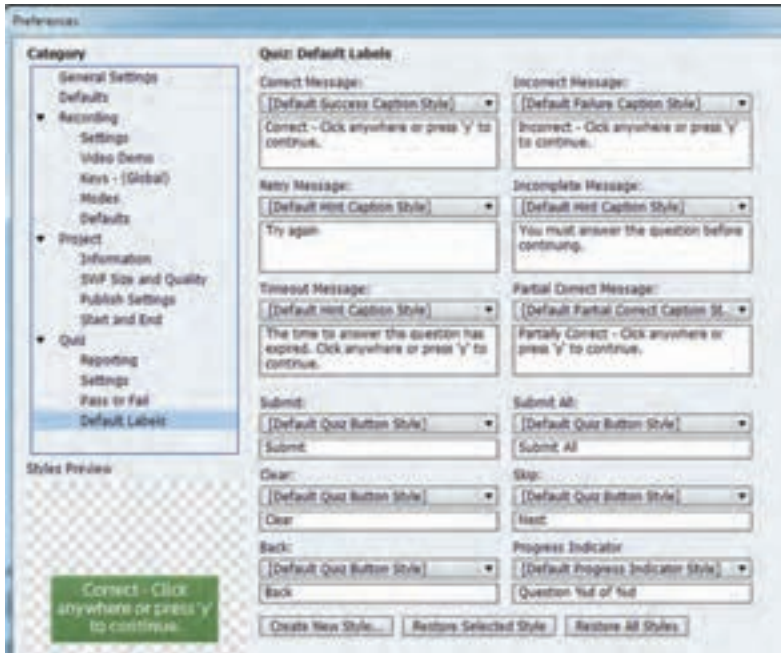 Preferences
Category
General Settings
Defaults
Recording
Settings
Video Demo
Keys - (Global)
Modes
Defaults
Project
Information
SWF Size and Quality
Publish Settings
Start and End
Quiz
Reporting
Settings
Pass or Fail
Default Labels
Styles Preview
Correct - Click
anywhere or press 'y'
to continue.
Quiz: Default Labels
Correct Message: Incorrect Message:
[Default Success Caption Style] [Default Failure Caption Style]
Correct - Click anywhere or press 'y' to Incorrect - Click anywhere or press 'y'
continue. to continue.
Retry Message: Incomplete Message:
[Default Hint Caption Style] [Default Hint Caption Style]
Try again You must answer the question before
continuing.
Timeout Message: Partial Correct Message:
[Default Hint Caption Style] [Default Partial Correct Caption St..
The time to answer this question has Partially Correct - Click anywhere or
expired. Click anywhere or press 'y' to press 'y' to continue.
continue.
Submit: Submit All:
[Default Quiz Button Style] [Default Quiz Button Style]
Submit Submit All
Clear: Skip:
[Default Quiz Button Style] [Default Quiz Button Style]
Clear Next
Back: Progress Indicator
[Default Quiz Button Style] [Default Progress Indicator Style]
Back Question %d of %d
Create New Style... Restore Selected Style Restore All Styles